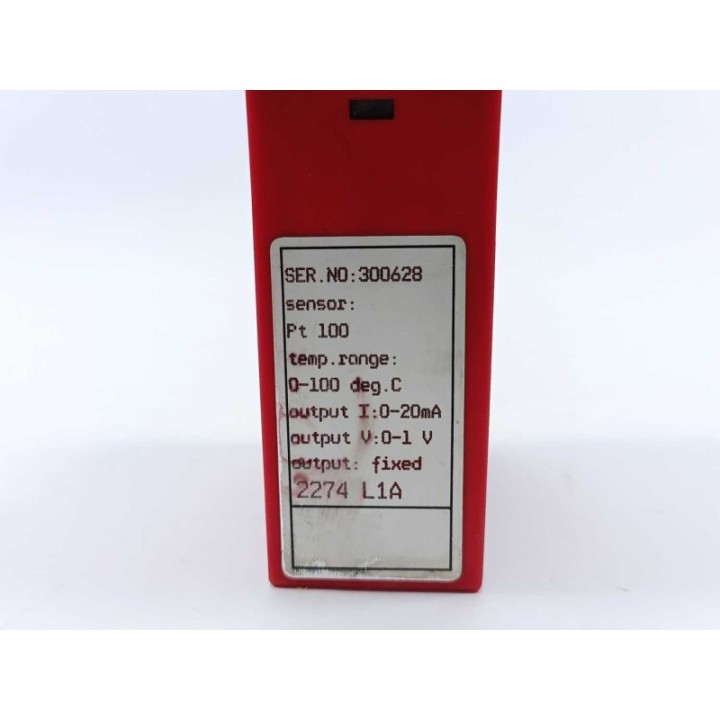 SER.NO:300628
sensor:
Pt 100
temp.range:
0-100 deg.C
output I:0-20mA
output V:0-1 V
output: fixed
2274 L1A